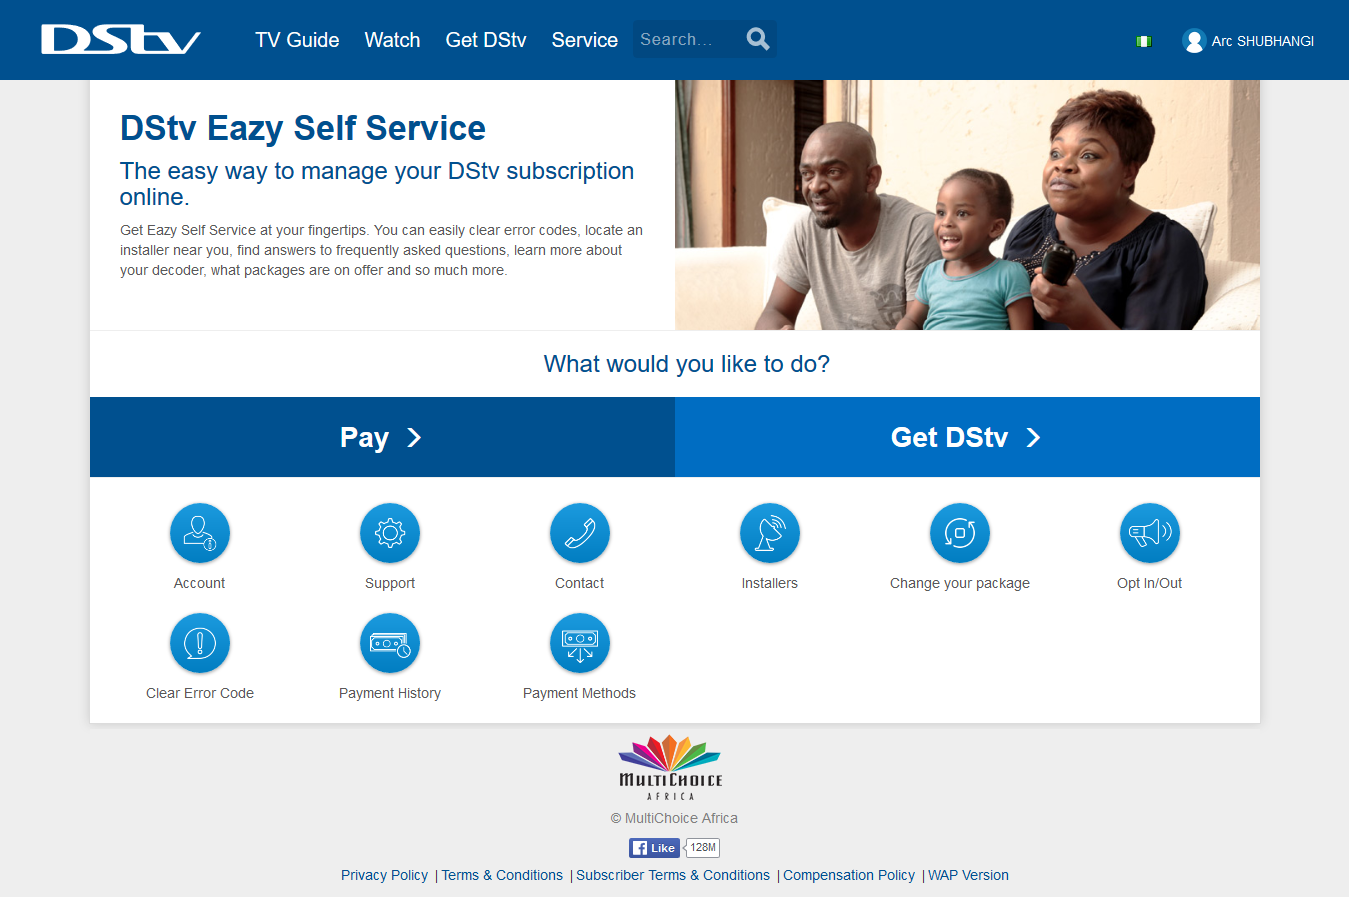 DStv
TV Guide
Watch
Get DStv
Service
Search...
Arc SHUBHANGI
DStv Eazy Self Service
The easy way to manage your DStv subscription
online.
Get Eazy Self Service at your fingertips. You can easily clear error codes, locate an
installer near you, find answers to frequently asked questions, learn more about
your decoder, what packages are on offer and so much more.
What would you like to do?
Pay
Get DStv
Account
Support
Contact
Installers
Change your package
Opt In/Out
Clear Error Code
Payment History
Payment Methods
MULTICHOICE
AFRICA
© MultiChoice Africa
Like
128M
Privacy Policy | Terms & Conditions | Subscriber Terms & Conditions | Compensation Policy | WAP Version